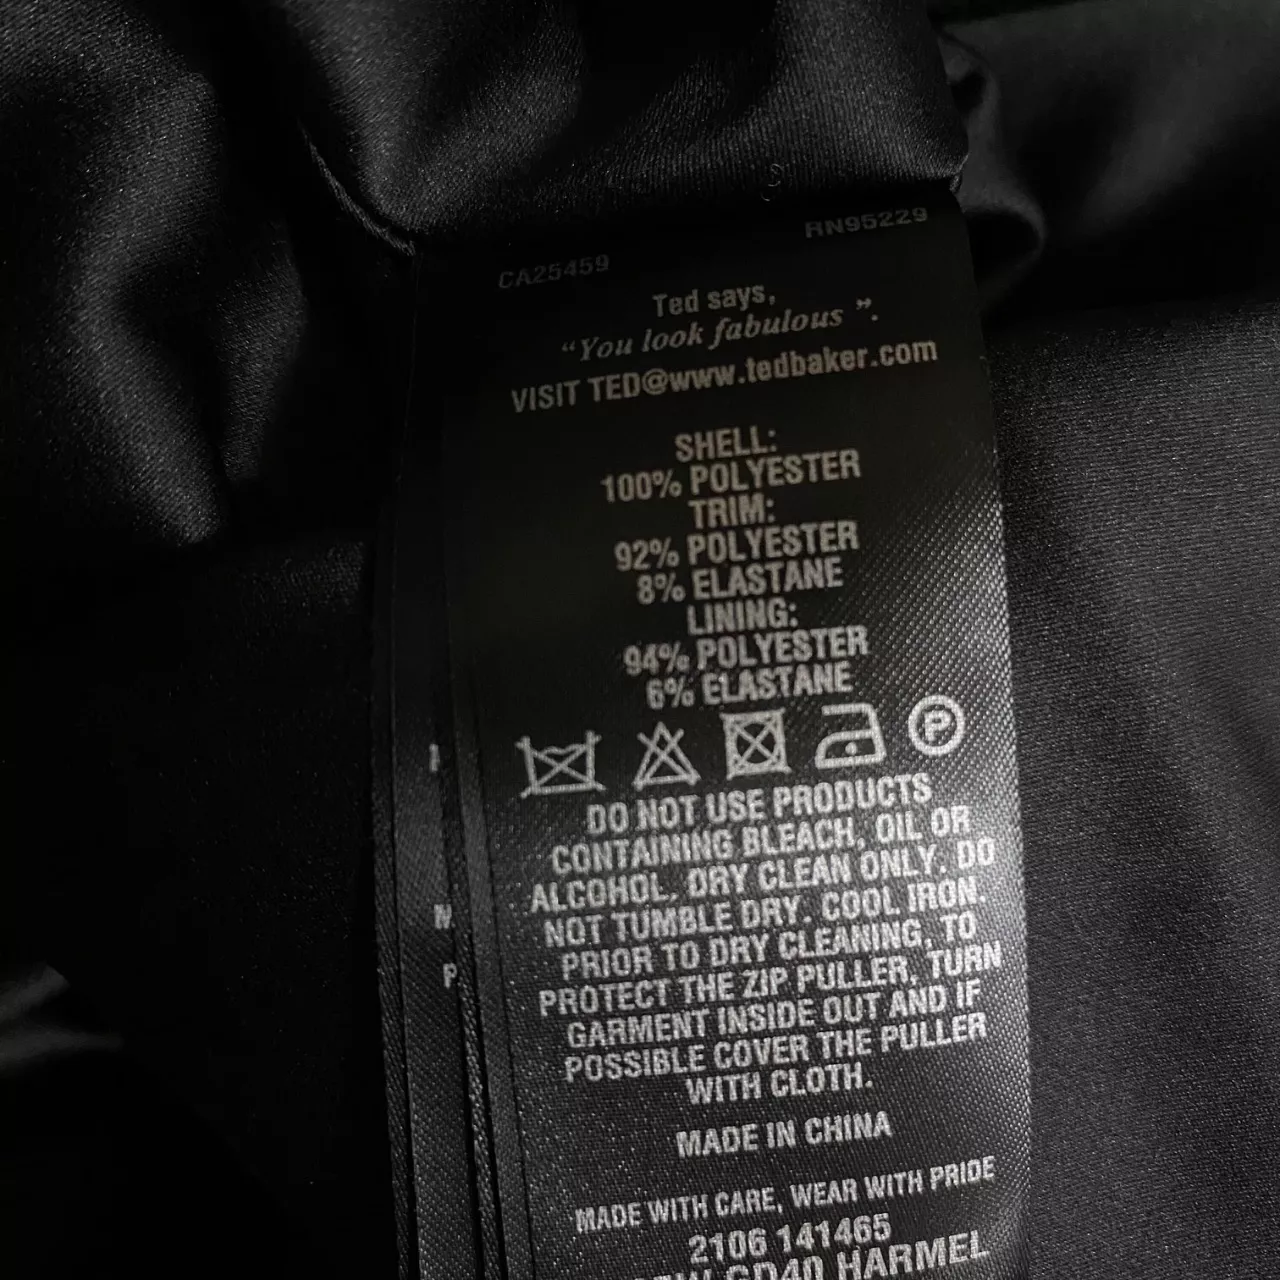 RN95229
CA25459
Ted says,
“You look fabulous ”.
VISIT TED@www.tedbaker.com
SHELL:
100% POLYESTER
TRIM:
92% POLYESTER
8% ELASTANE
LINING:
94% POLYESTER
6% ELASTANE
P
DO NOT USE PRODUCTS
CONTAINING BLEACH, OIL OR
ALCOHOL. DRY CLEAN ONLY. DO
NOT TUMBLE DRY. COOL IRON.
PRIOR TO DRY CLEANING, TO
PROTECT THE ZIP PULLER, TURN
GARMENT INSIDE OUT AND IF
POSSIBLE COVER THE PULLER
WITH CLOTH.
MADE IN CHINA
MADE WITH CARE, WEAR WITH PRIDE
2106 141465
GD40 HARMEL